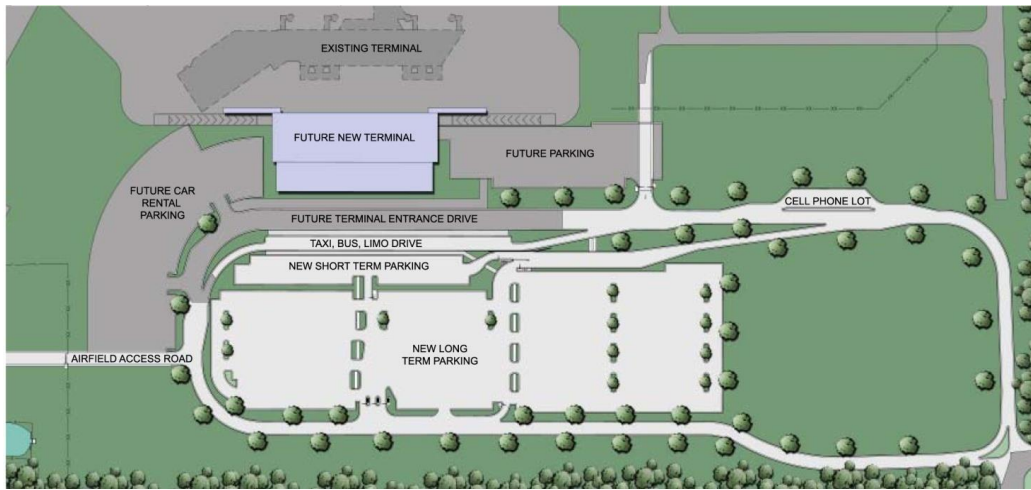 EXISTING TERMINAL
FUTURE NEW TERMINAL
FUTURE PARKING
FUTURE CAR
RENTAL
PARKING
CELL PHONE LOT
FUTURE TERMINAL ENTRANCE DRIVE
TAXI, BUS, LIMO DRIVE
NEW SHORT TERM PARKING
NEW LONG
TERM PARKING
AIRFIELD ACCESS ROAD